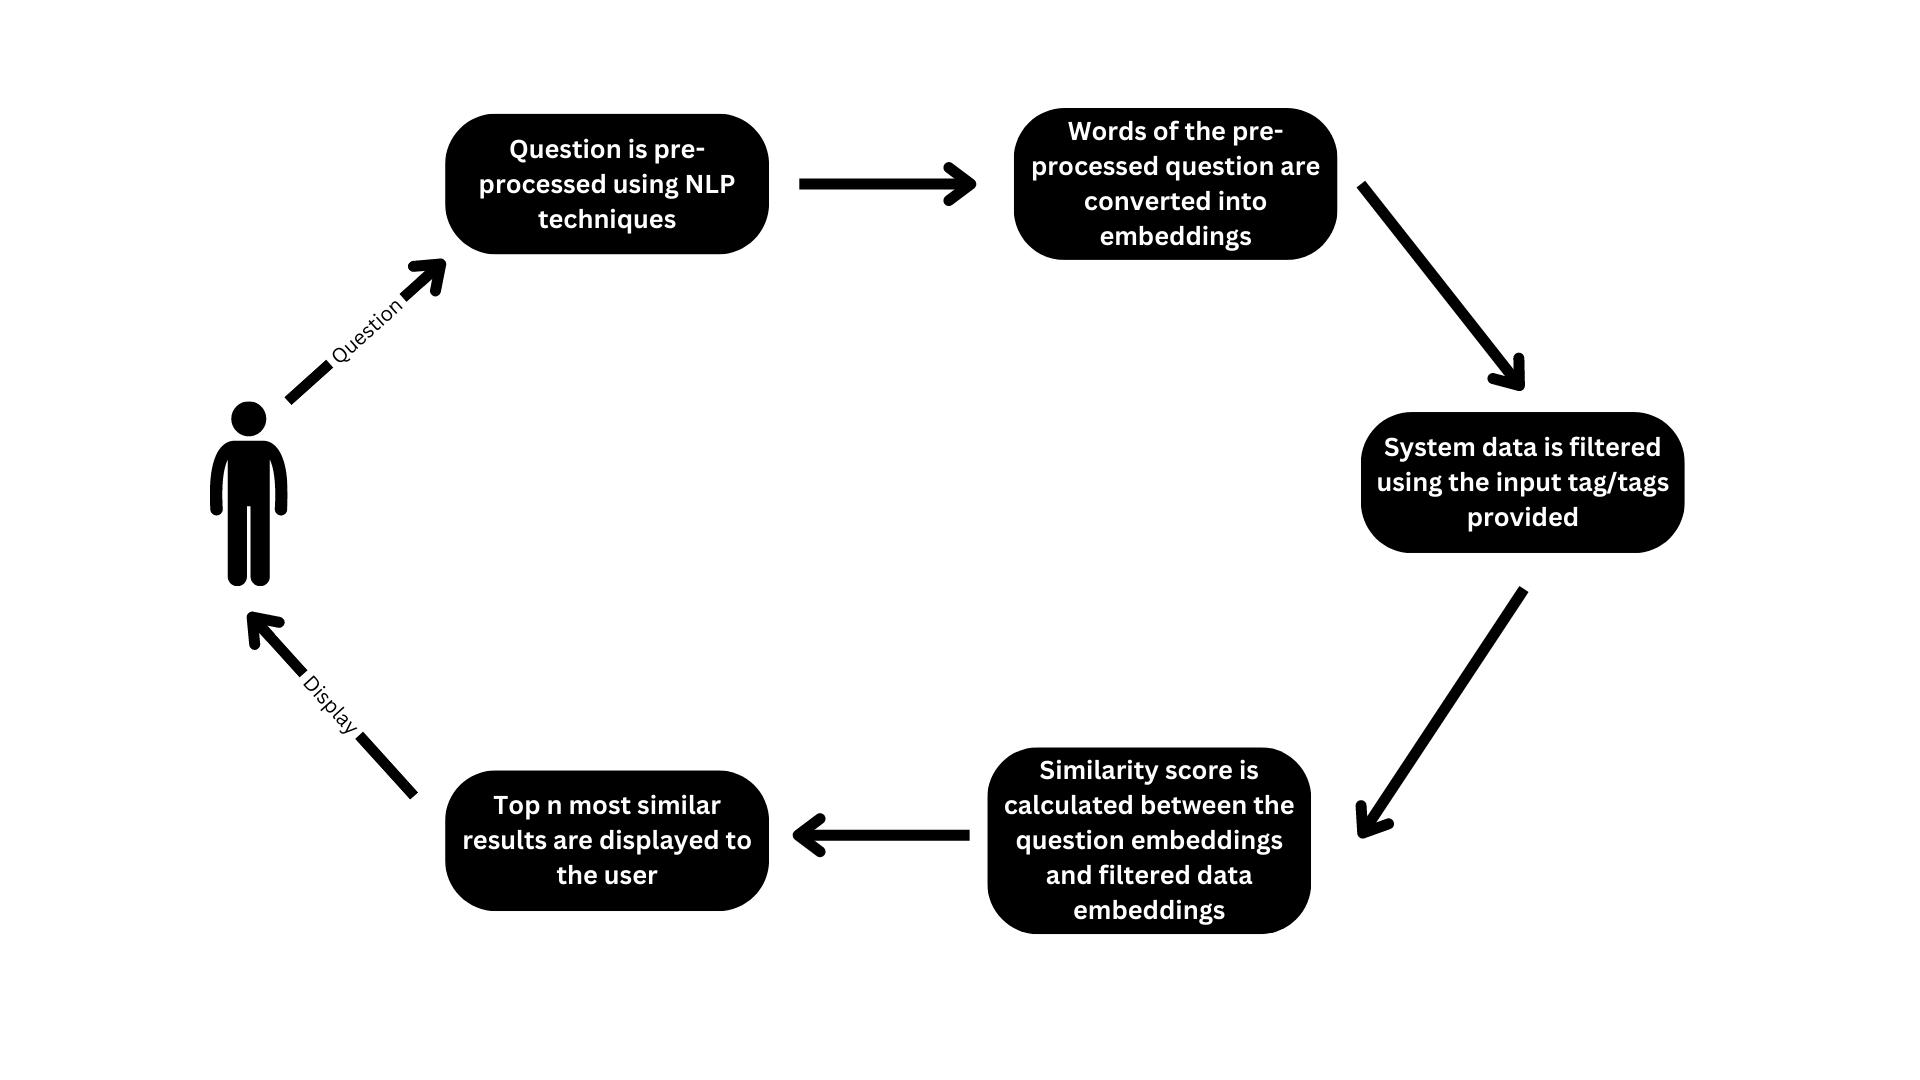 Question is pre-
processed using NLP
techniques
Words of the pre-
processed question are
converted into
embeddings
Question
System data is filtered
using the input tag/tags
provided
Display
Top n most similar
results are displayed to
the user
Similarity score is
calculated between the
question embeddings
and filtered data
embeddings